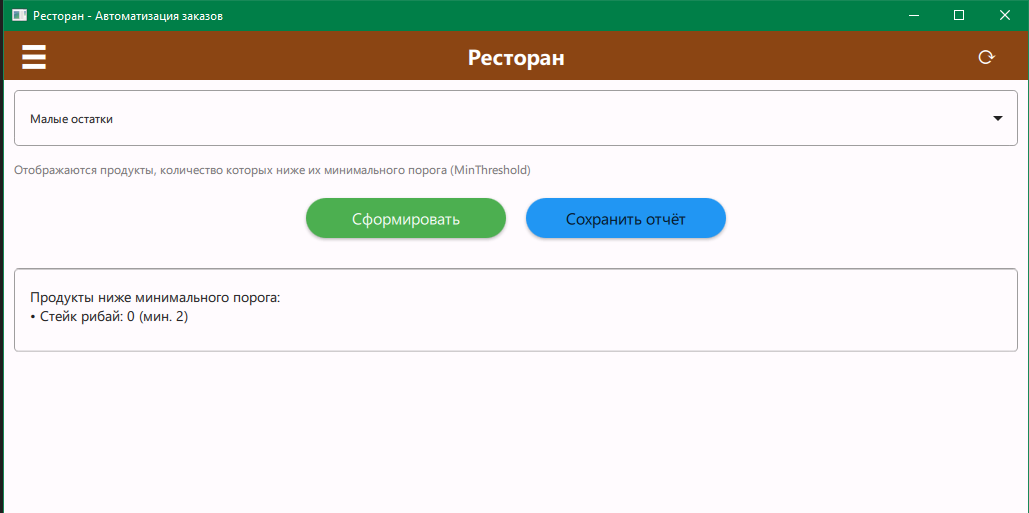 Ресторан - Автоматизация заказов
Ресторан
Малые остатки
Отображаются продукты, количество которых ниже их минимального порога (MinThreshold)
Сформировать
Сохранить отчёт
Продукты ниже минимального порога:
• Стейк рибай: 0 (мин. 2)